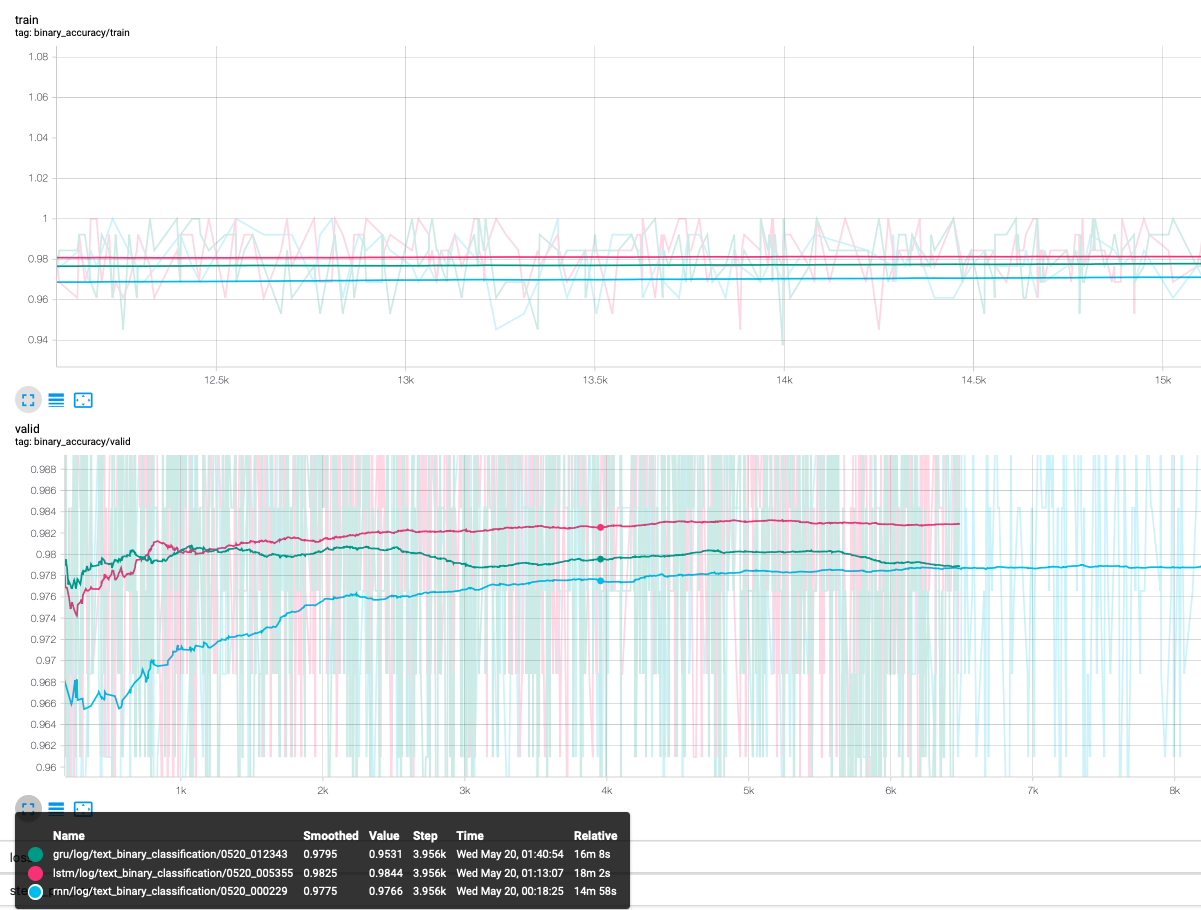 train
tag: binary_accuracy/train
1.08
1.06
1.04
1.02
1
0.98
0.96
0.94
12.5k 13k 13.5k 14k 14.5k 15k
valid
tag: binary_accuracy/valid
0.988
0.986
0.984
0.982
0.98
0.978
0.976
0.974
0.972
0.97
0.968
0.966
0.964
0.962
0.96
1k 2k 3k 4k 5k 6k 7k 8k
Name Smoothed Value Step Time Relative
gru/log/text_binary_classification/0520_012343 0.9795 0.9531 3.956k Wed May 20, 01:40:54 16m 8s
lstm/log/text_binary_classification/0520_005355 0.9825 0.9844 3.956k Wed May 20, 01:13:07 18m 2s
rnn/log/text_binary_classification/0520_000229 0.9775 0.9766 3.956k Wed May 20, 00:18:25 14m 58s